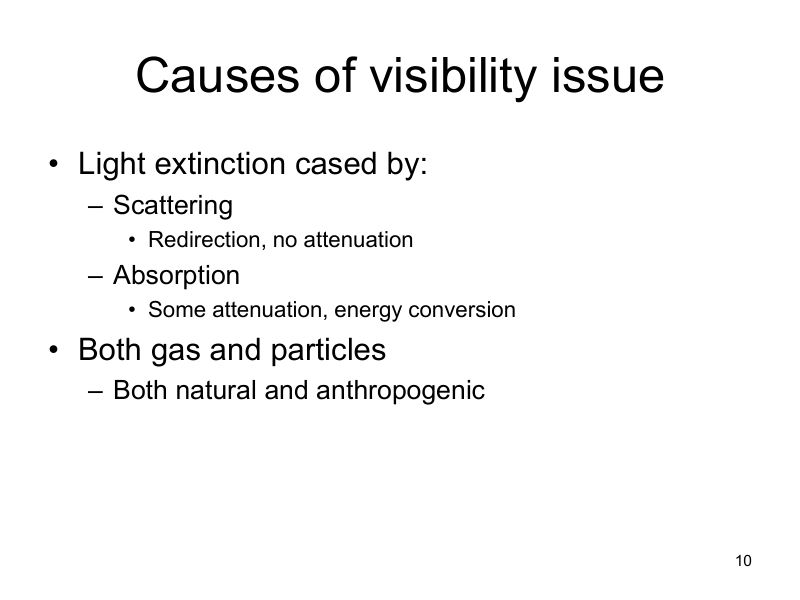 Causes of visibility issue
• Light extinction cased by:
– Scattering
• Redirection, no attenuation
– Absorption
• Some attenuation, energy conversion
• Both gas and particles
– Both natural and anthropogenic
10